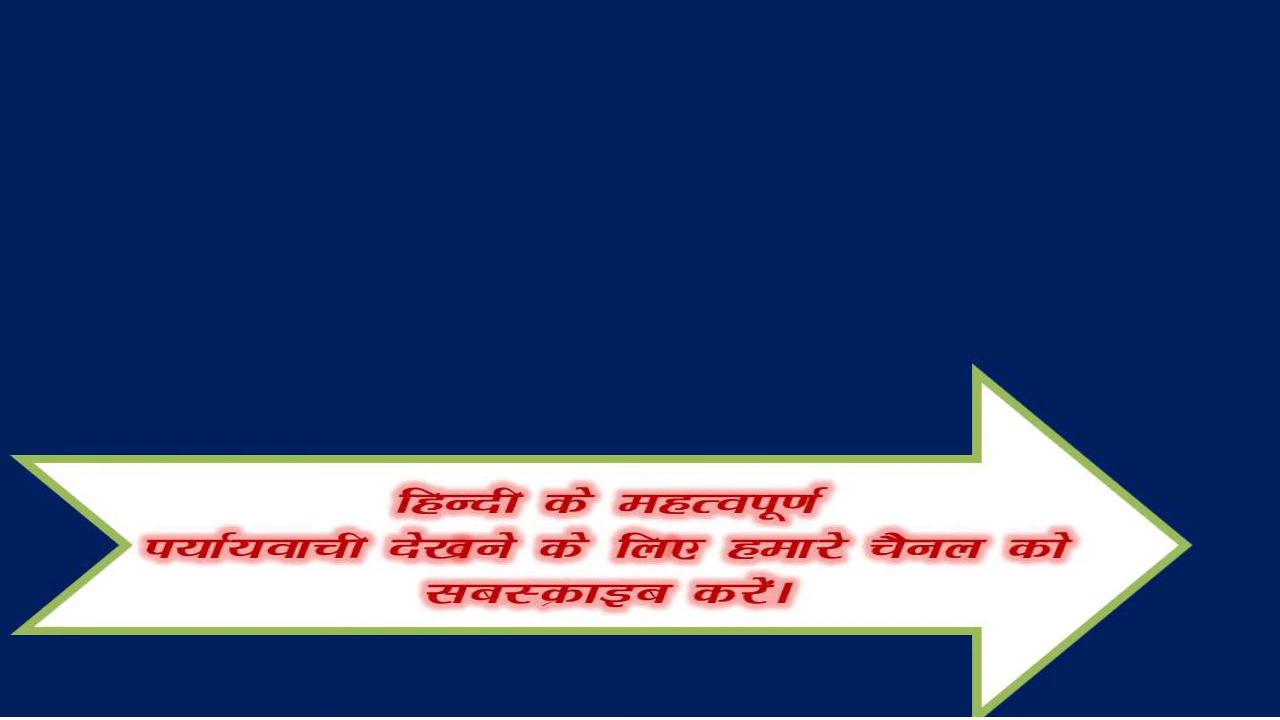 हिन्दी के महत्वपूर्ण
पर्यायवाची देखने के लिए हमारे चैनल को
सबस्क्राइब करें।